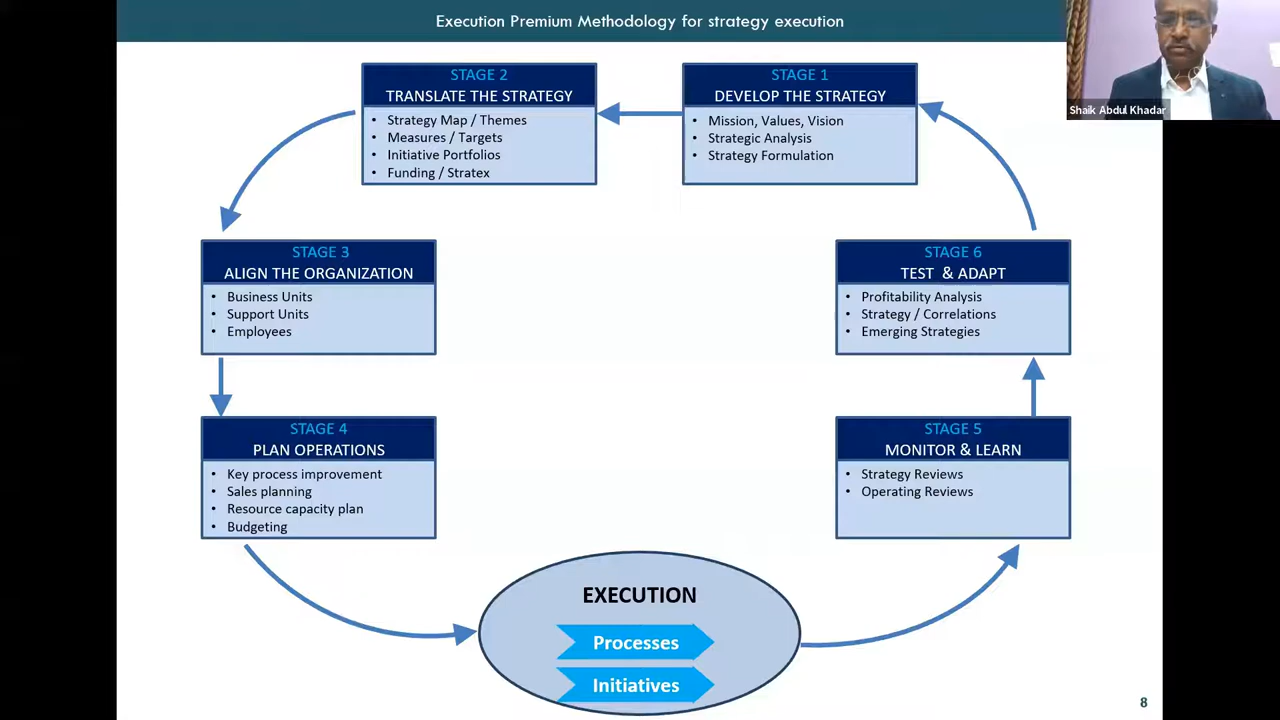 Execution Premium Methodology for strategy execution
Shaik Abdul Khadar
STAGE 1
DEVELOP THE STRATEGY
• Mission, Values, Vision
• Strategic Analysis
• Strategy Formulation
STAGE 2
TRANSLATE THE STRATEGY
• Strategy Map / Themes
• Measures / Targets
• Initiative Portfolios
• Funding / Stratex
STAGE 3
ALIGN THE ORGANIZATION
• Business Units
• Support Units
• Employees
STAGE 4
PLAN OPERATIONS
• Key process improvement
• Sales planning
• Resource capacity plan
• Budgeting
EXECUTION
Processes
Initiatives
STAGE 5
MONITOR & LEARN
• Strategy Reviews
• Operating Reviews
STAGE 6
TEST & ADAPT
• Profitability Analysis
• Strategy / Correlations
• Emerging Strategies
8